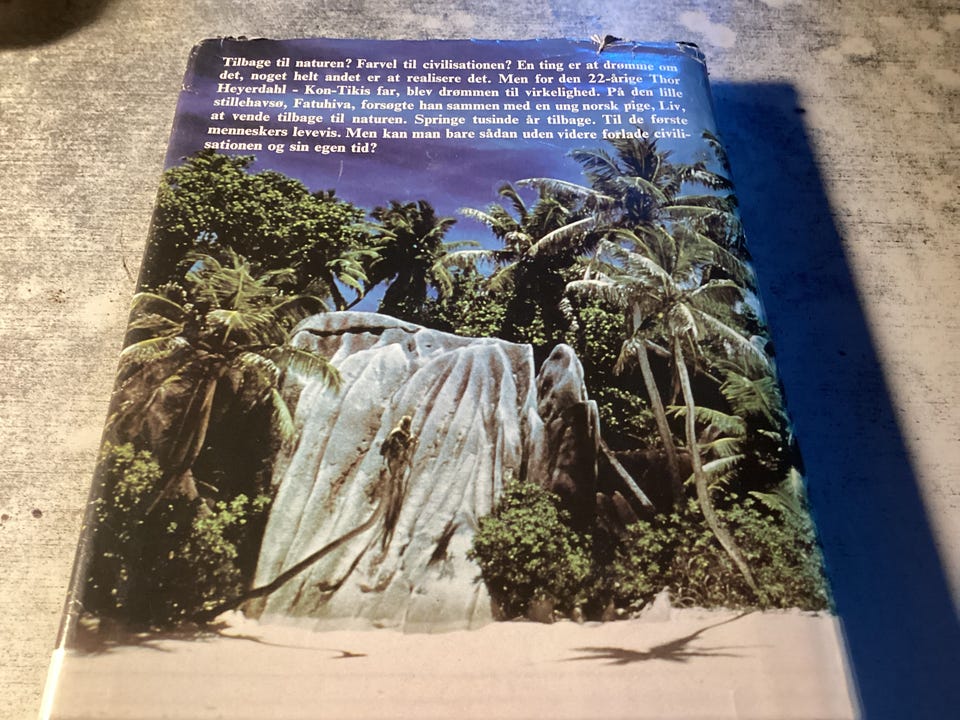 Tilbage til naturen? Farvel til civilisationen? En ting er at drømme om
det, noget helt andet er at realisere det. Men for den 22-årige Thor
Heyerdahl - Kon-Tikis far, blev drømmen til virkelighed. På den lille
stillehavsø, Fatuhiva, forsøgte han sammen med en ung norsk pige, Liv,
at vende tilbage til naturen. Springe tusinde år tilbage. Til de første
menneskers levevis. Men kan man bare sådan uden videre forlade civili-
sationen og sin egen tid?